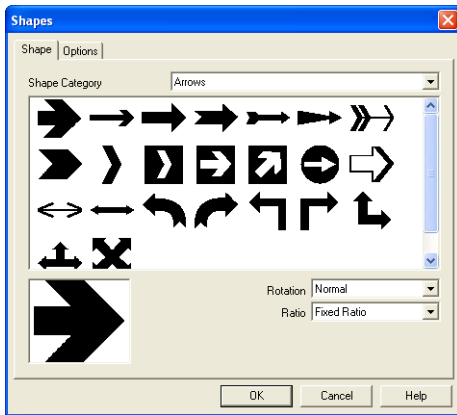 Shapes
Shape Options
Shape Category Arrows
Rotation Normal
Ratio Fixed Ratio
OK Cancel Help